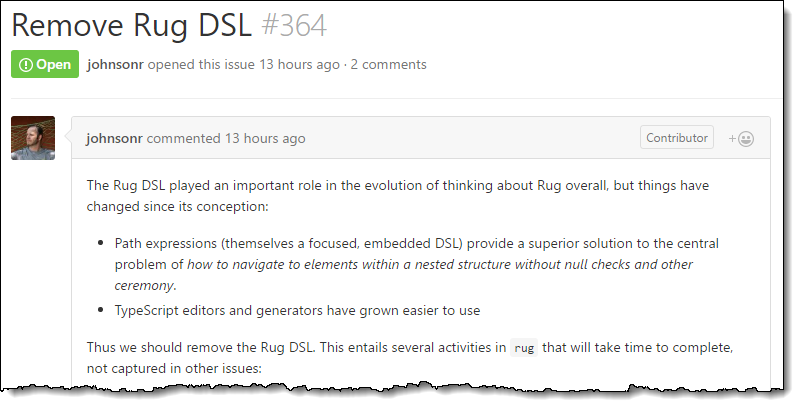 Remove Rug DSL #364
Open johnsonr opened this issue 13 hours ago · 2 comments
johnsonr commented 13 hours ago Contributor +
The Rug DSL played an important role in the evolution of thinking about Rug overall, but things have
changed since its conception:
• Path expressions (themselves a focused, embedded DSL) provide a superior solution to the central
problem of how to navigate to elements within a nested structure without null checks and other
ceremony.
• TypeScript editors and generators have grown easier to use
Thus we should remove the Rug DSL. This entails several activities in rug that will take time to complete,
not captured in other issues: